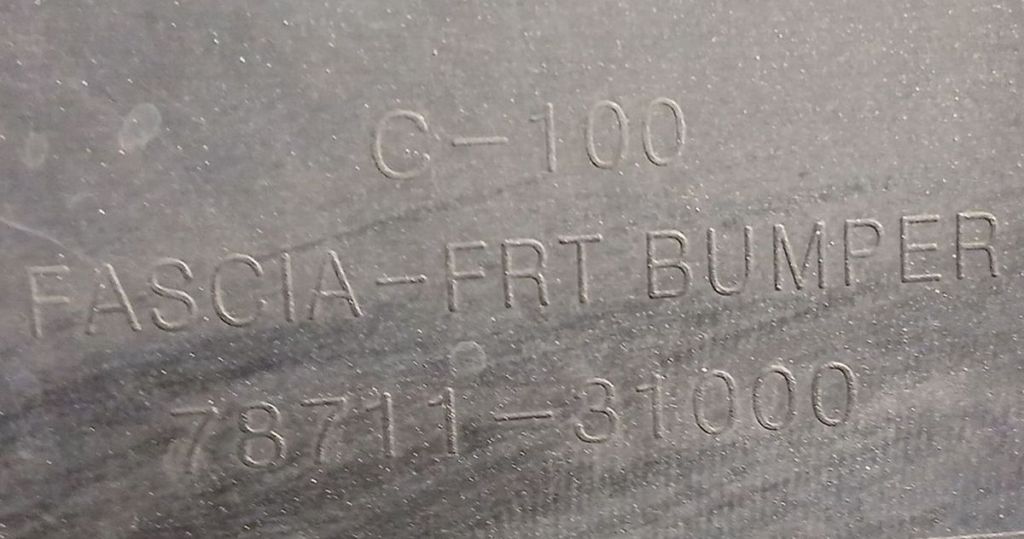 C-100
FASCIA-FRT BUMPER
78711-31000